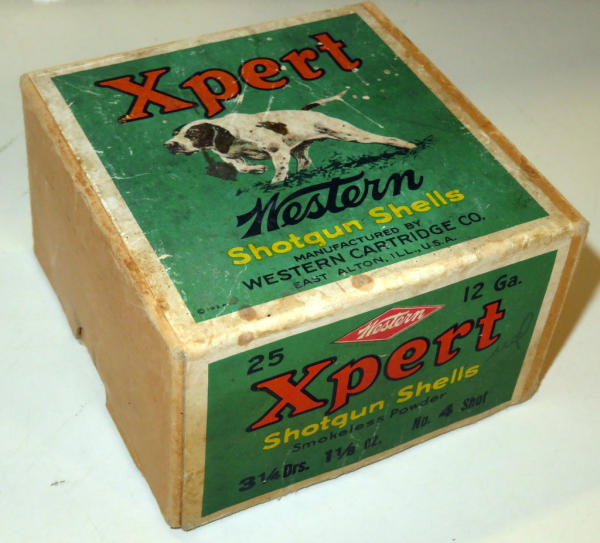 Xpert
Western
Shotgun Shells
MANUFACTURED BY
WESTERN CARTRIDGE CO.
EAST ALTON, ILL., U.S.A.
25
Western
12 Ga.
Xpert
Shotgun Shells
Smokeless Powder
3¼ Drs. 1⅛ oz. No. 4 Shot